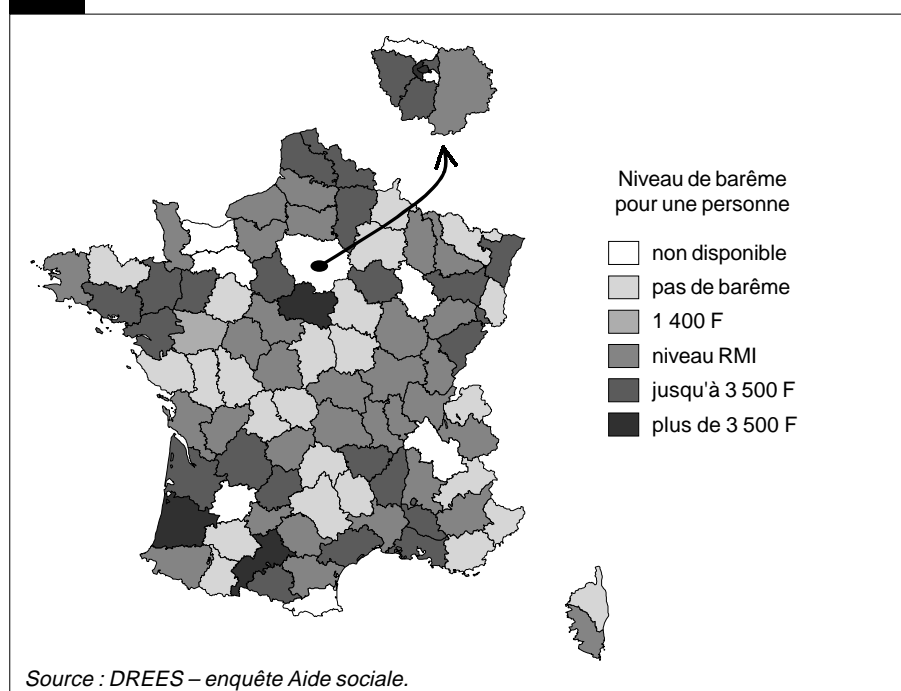 Niveau de barême
pour une personne
non disponible
pas de barême
1 400 F
niveau RMI
jusqu'à 3 500 F
plus de 3 500 F
Source : DREES – enquête Aide sociale.